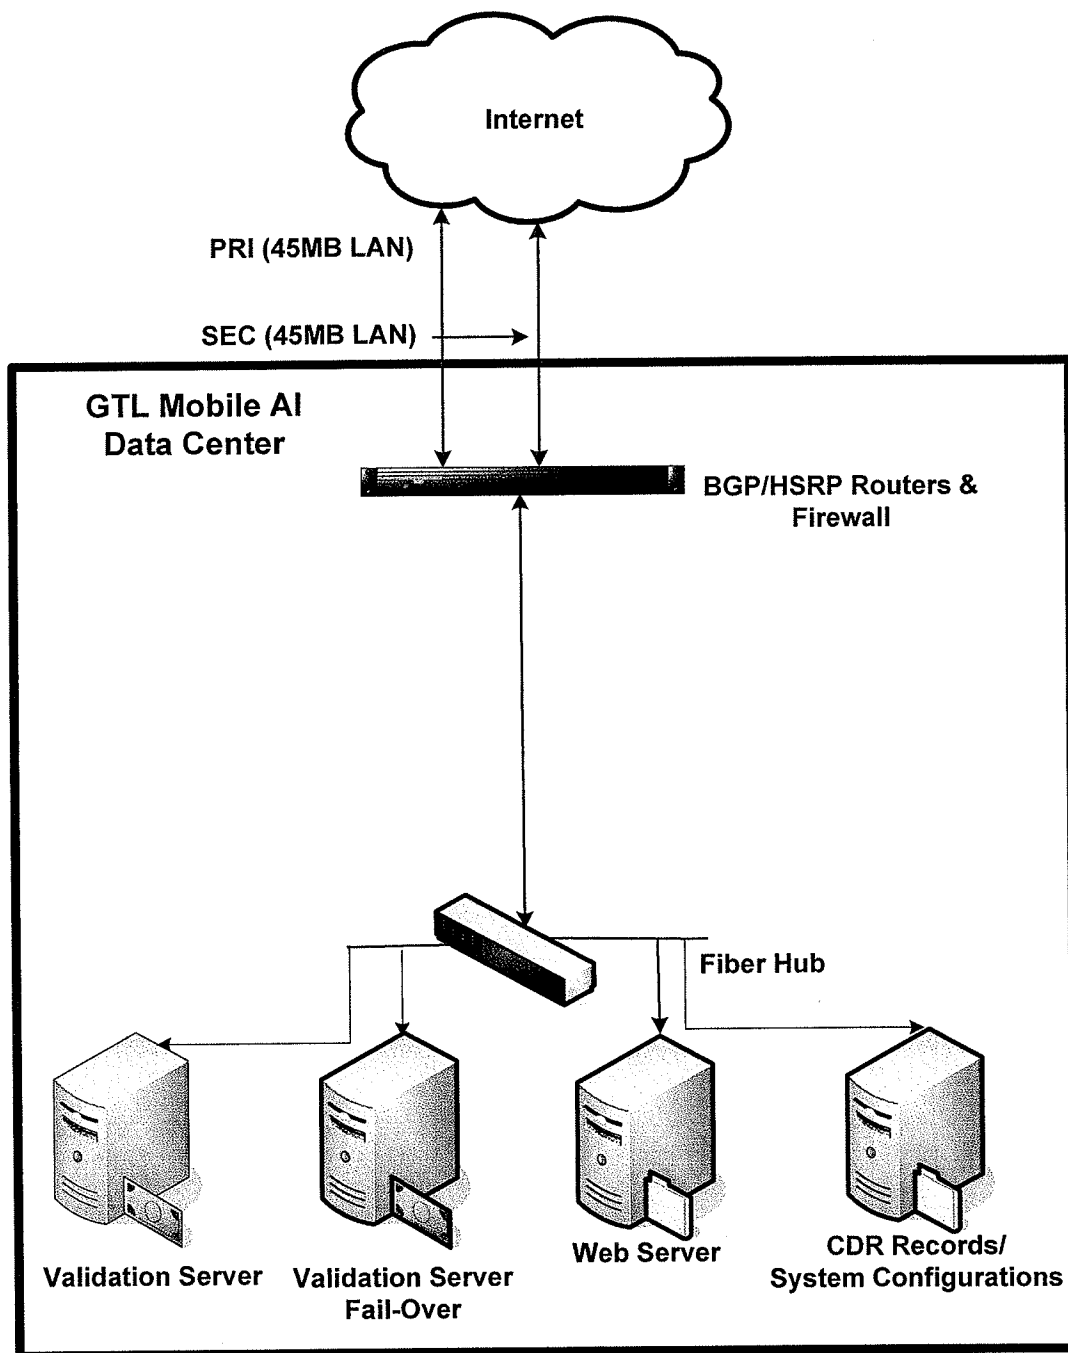 Internet
PRI (45MB LAN)
SEC (45MB LAN)
GTL Mobile AI
Data Center
BGP/HSRP Routers &
Firewall
Fiber Hub
Validation Server
Validation Server
Fail-Over
Web Server
CDR Records/
System Configurations